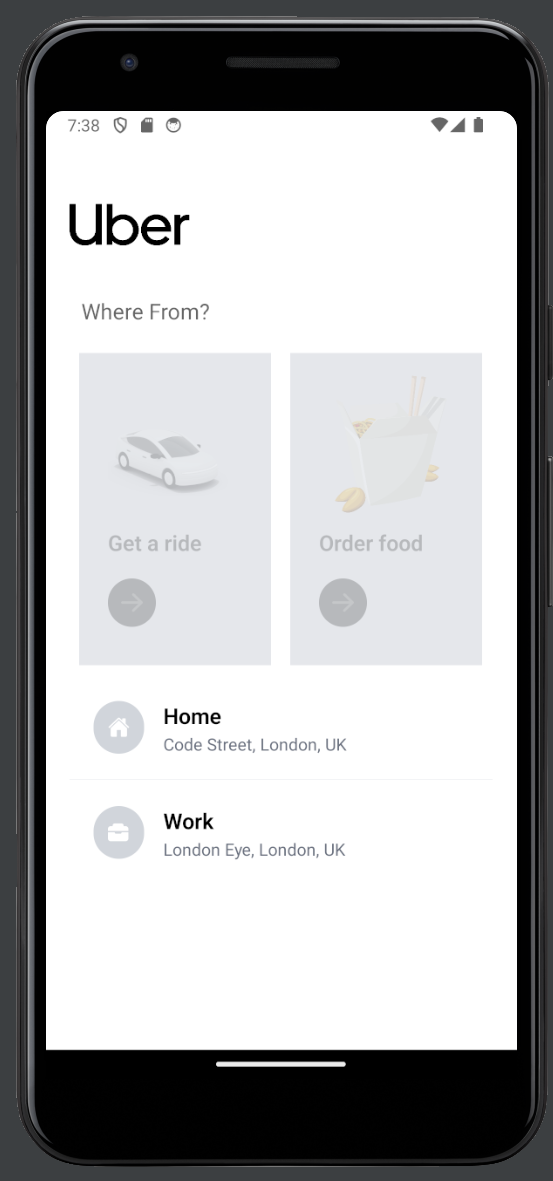 7:38
Uber
Where From?
Get a ride
Order food
Home
Code Street, London, UK
Work
London Eye, London, UK